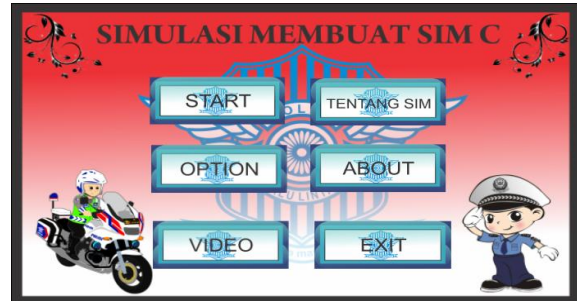 SIMULASI MEMBUAT SIM C
START
TENTANG SIM
OPTION
ABOUT
VIDEO
EXIT